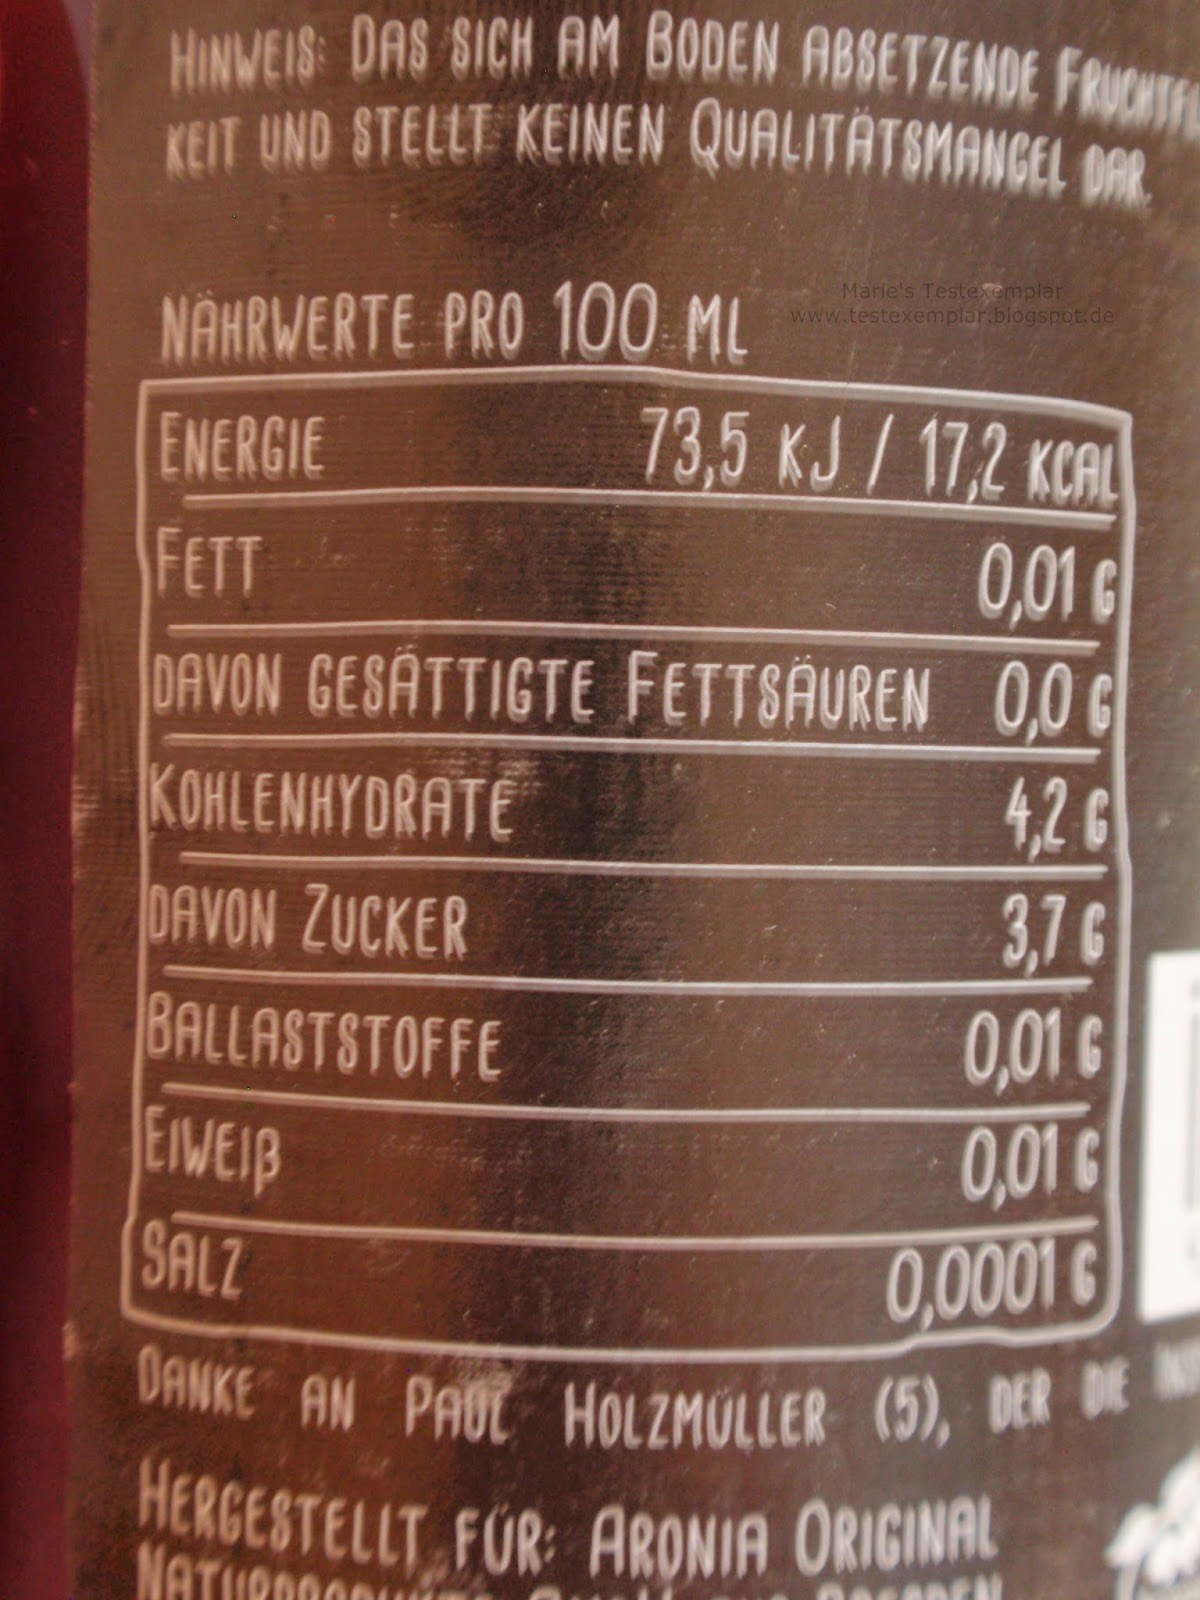 Hinweis: Das sich am Boden absetzende
keit und stellt keinen Qualitätsmangel dar.
Marie's Testexemplar
www.testexemplar.blogspot.de
Nährwerte pro 100 ml
Energie 73,5 kJ / 17,2 kcal
Fett 0,01 g
davon gesättigte Fettsäuren 0,0 g
Kohlenhydrate 4,2 g
davon Zucker 3,7 g
Ballaststoffe 0,01 g
Eiweiß 0,01 g
Salz 0,0001 g
Danke an Paul Holzmüller (5), der die
Hergestellt für: Aronia Original